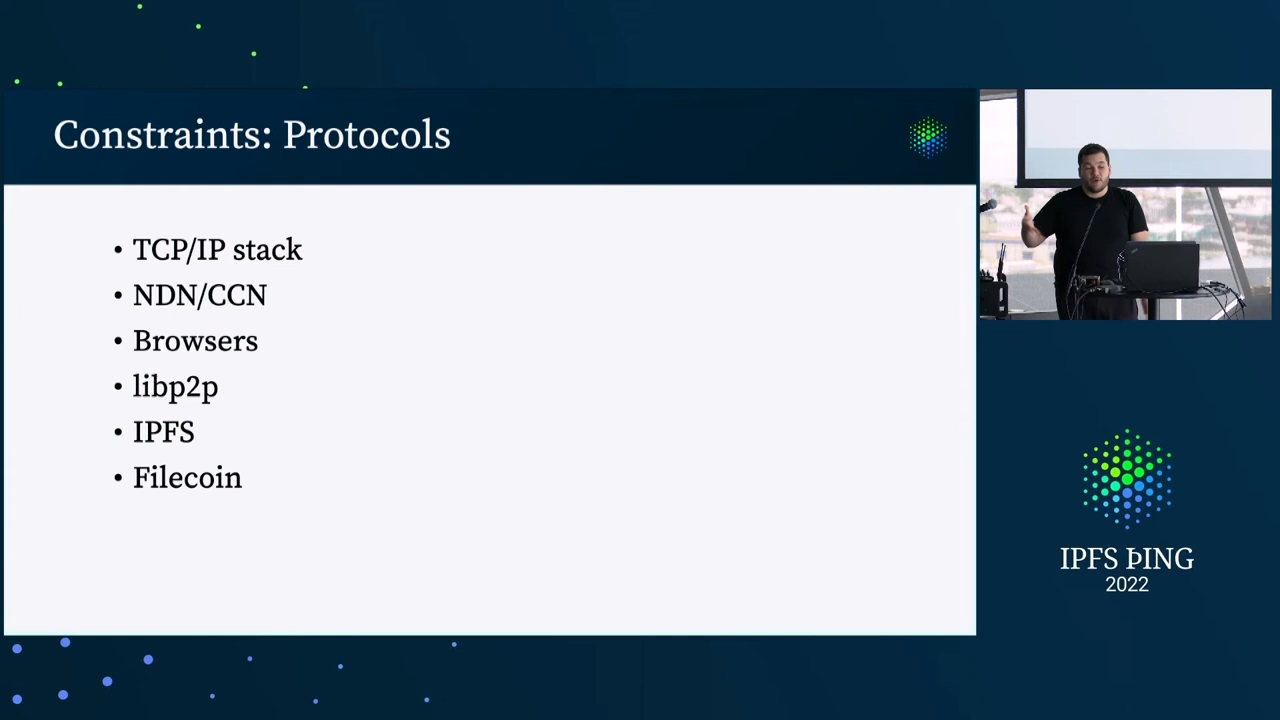 Constraints: Protocols
• TCP/IP stack
• NDN/CCN
• Browsers
• libp2p
• IPFS
• Filecoin
IPFS ÞING
2022